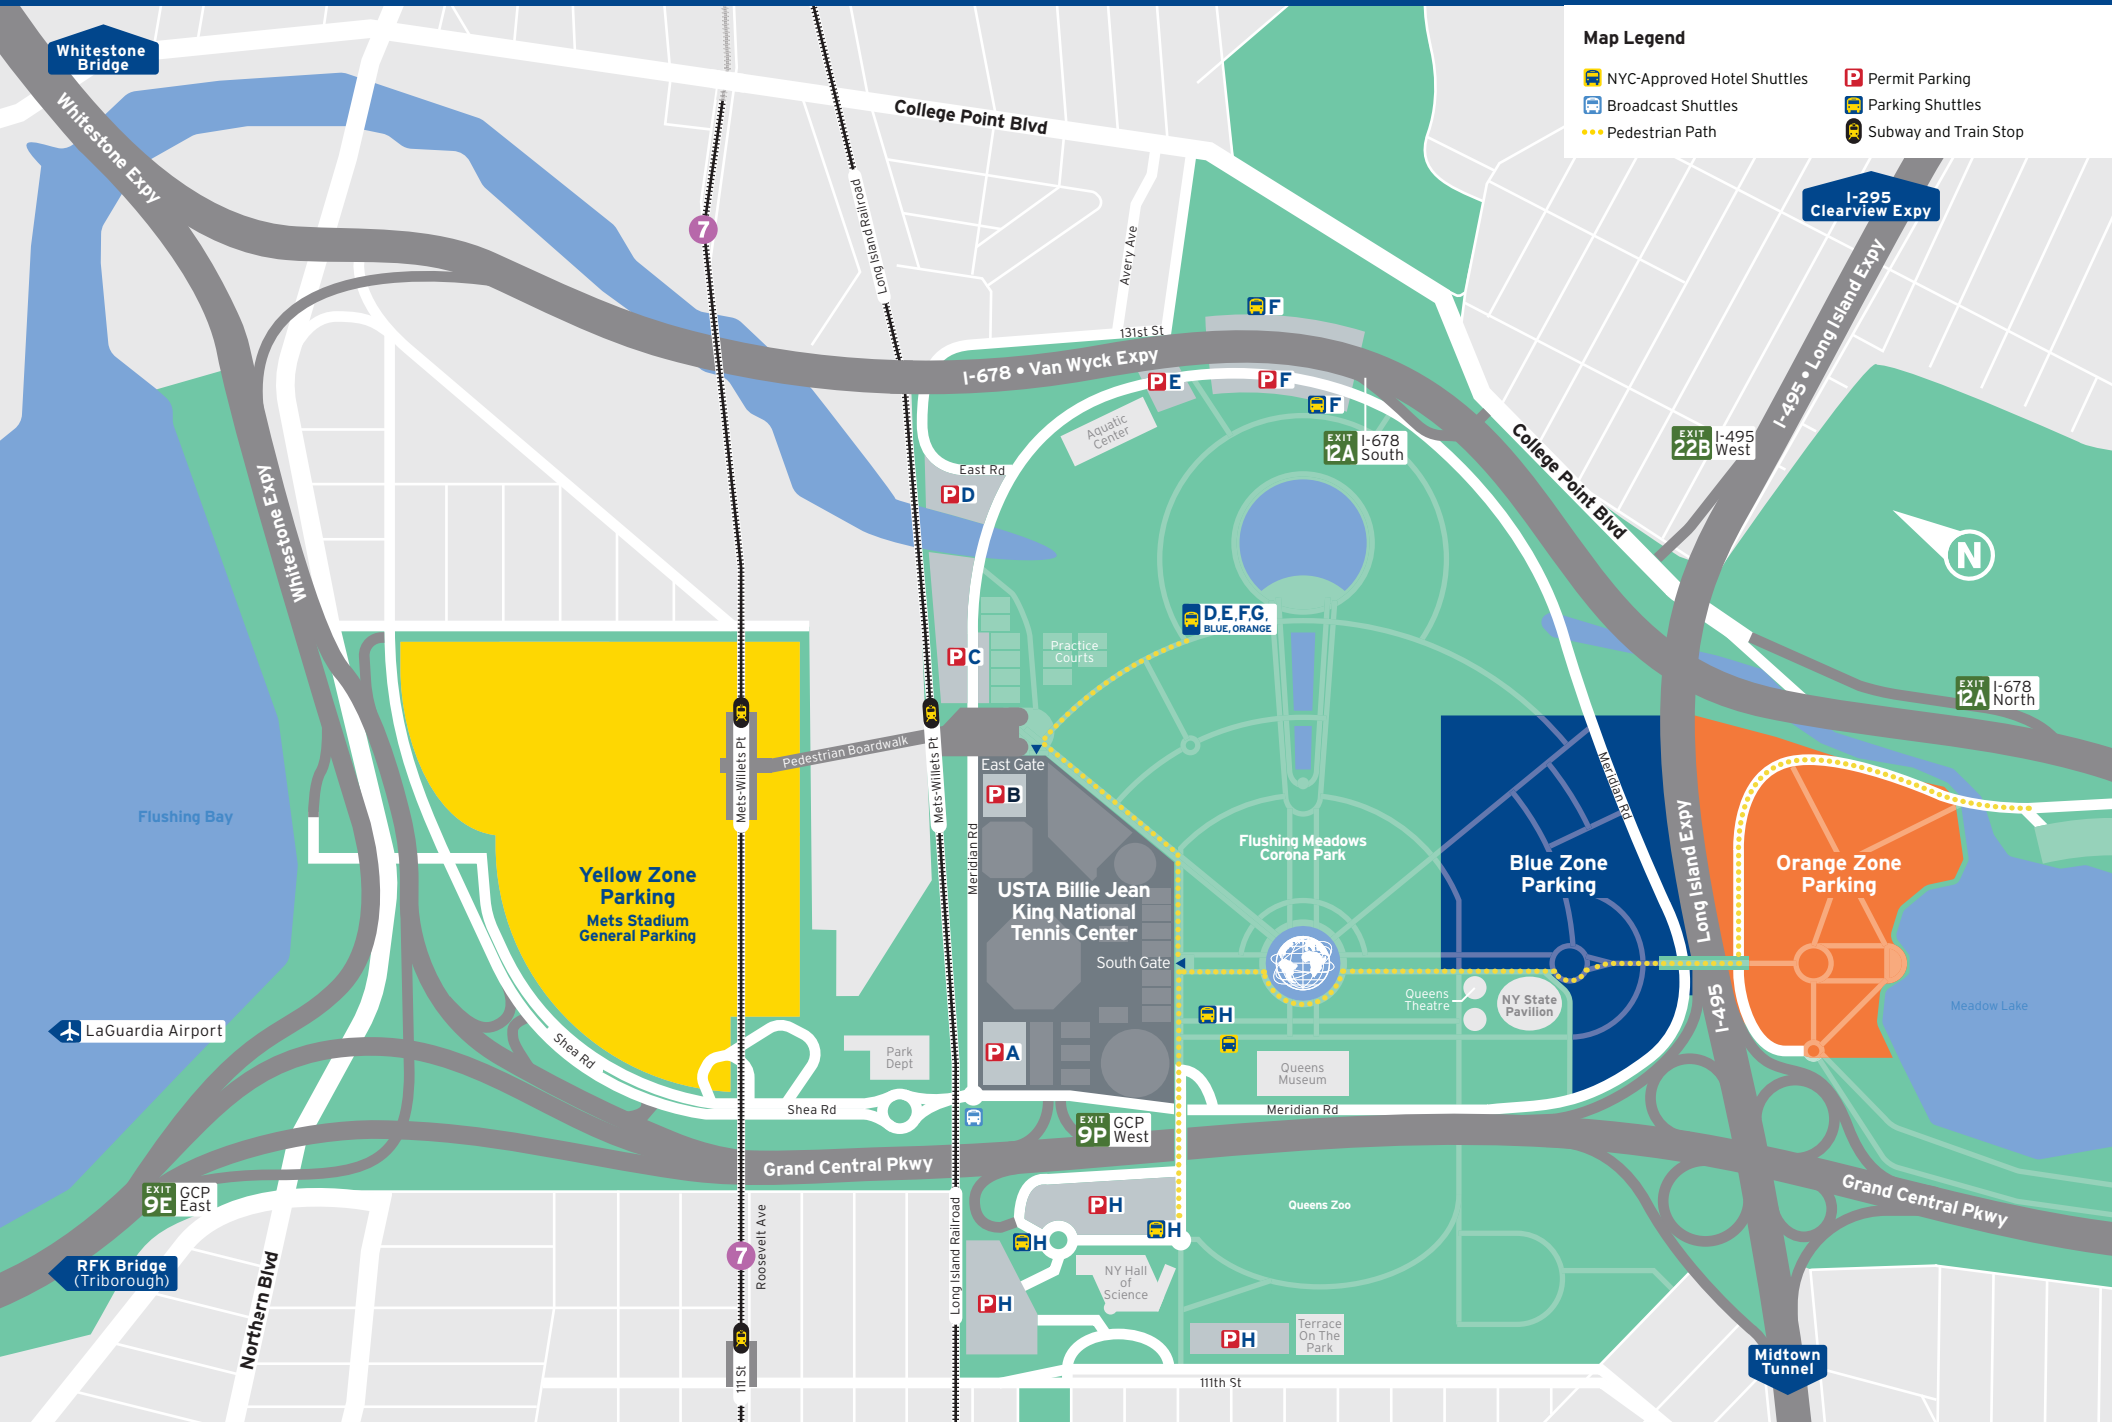 Whitestone
Bridge
Map Legend
NYC-Approved Hotel Shuttles
Broadcast Shuttles
Pedestrian Path
P Permit Parking
Parking Shuttles
Subway and Train Stop
Whitestone Expy
College Point Blvd
7
Long Island Railroad
Avery Ave
I-295
Clearview Expy
I-495 • Long Island Expy
131st St
F
I-678 • Van Wyck Expy
P E
P F
F
Aquatic
Center
EXIT
12A
I-678
South
EXIT
22B
I-495
West
College Point Blvd
Whitestone Expy
East Rd
P D
N
D,E,F,G,
BLUE, ORANGE
P C
Practice
Courts
EXIT
12A
I-678
North
Mets-Willets Pt
Pedestrian Boardwalk
Mets-Willets Pt
East Gate
P B
Meridian Rd
Meridian Rd
Flushing Bay
Flushing Meadows
Corona Park
Long Island Expy
Blue Zone
Parking
Orange Zone
Parking
Yellow Zone
Parking
Mets Stadium
General Parking
USTA Billie Jean
King National
Tennis Center
South Gate
Queens
Theatre
NY State
Pavilion
I-495
Meadow Lake
H
LaGuardia Airport
Shea Rd
Park
Dept
P A
Queens
Museum
Shea Rd
Meridian Rd
EXIT
9P
GCP
West
Grand Central Pkwy
EXIT
9E
GCP
East
P H
Queens Zoo
Grand Central Pkwy
H
H
Roosevelt Ave
7
Long Island Railroad
RFK Bridge
(Triborough)
NY Hall
of
Science
P H
Northern Blvd
P H
Terrace
On The
Park
Midtown
Tunnel
111 St
111th St